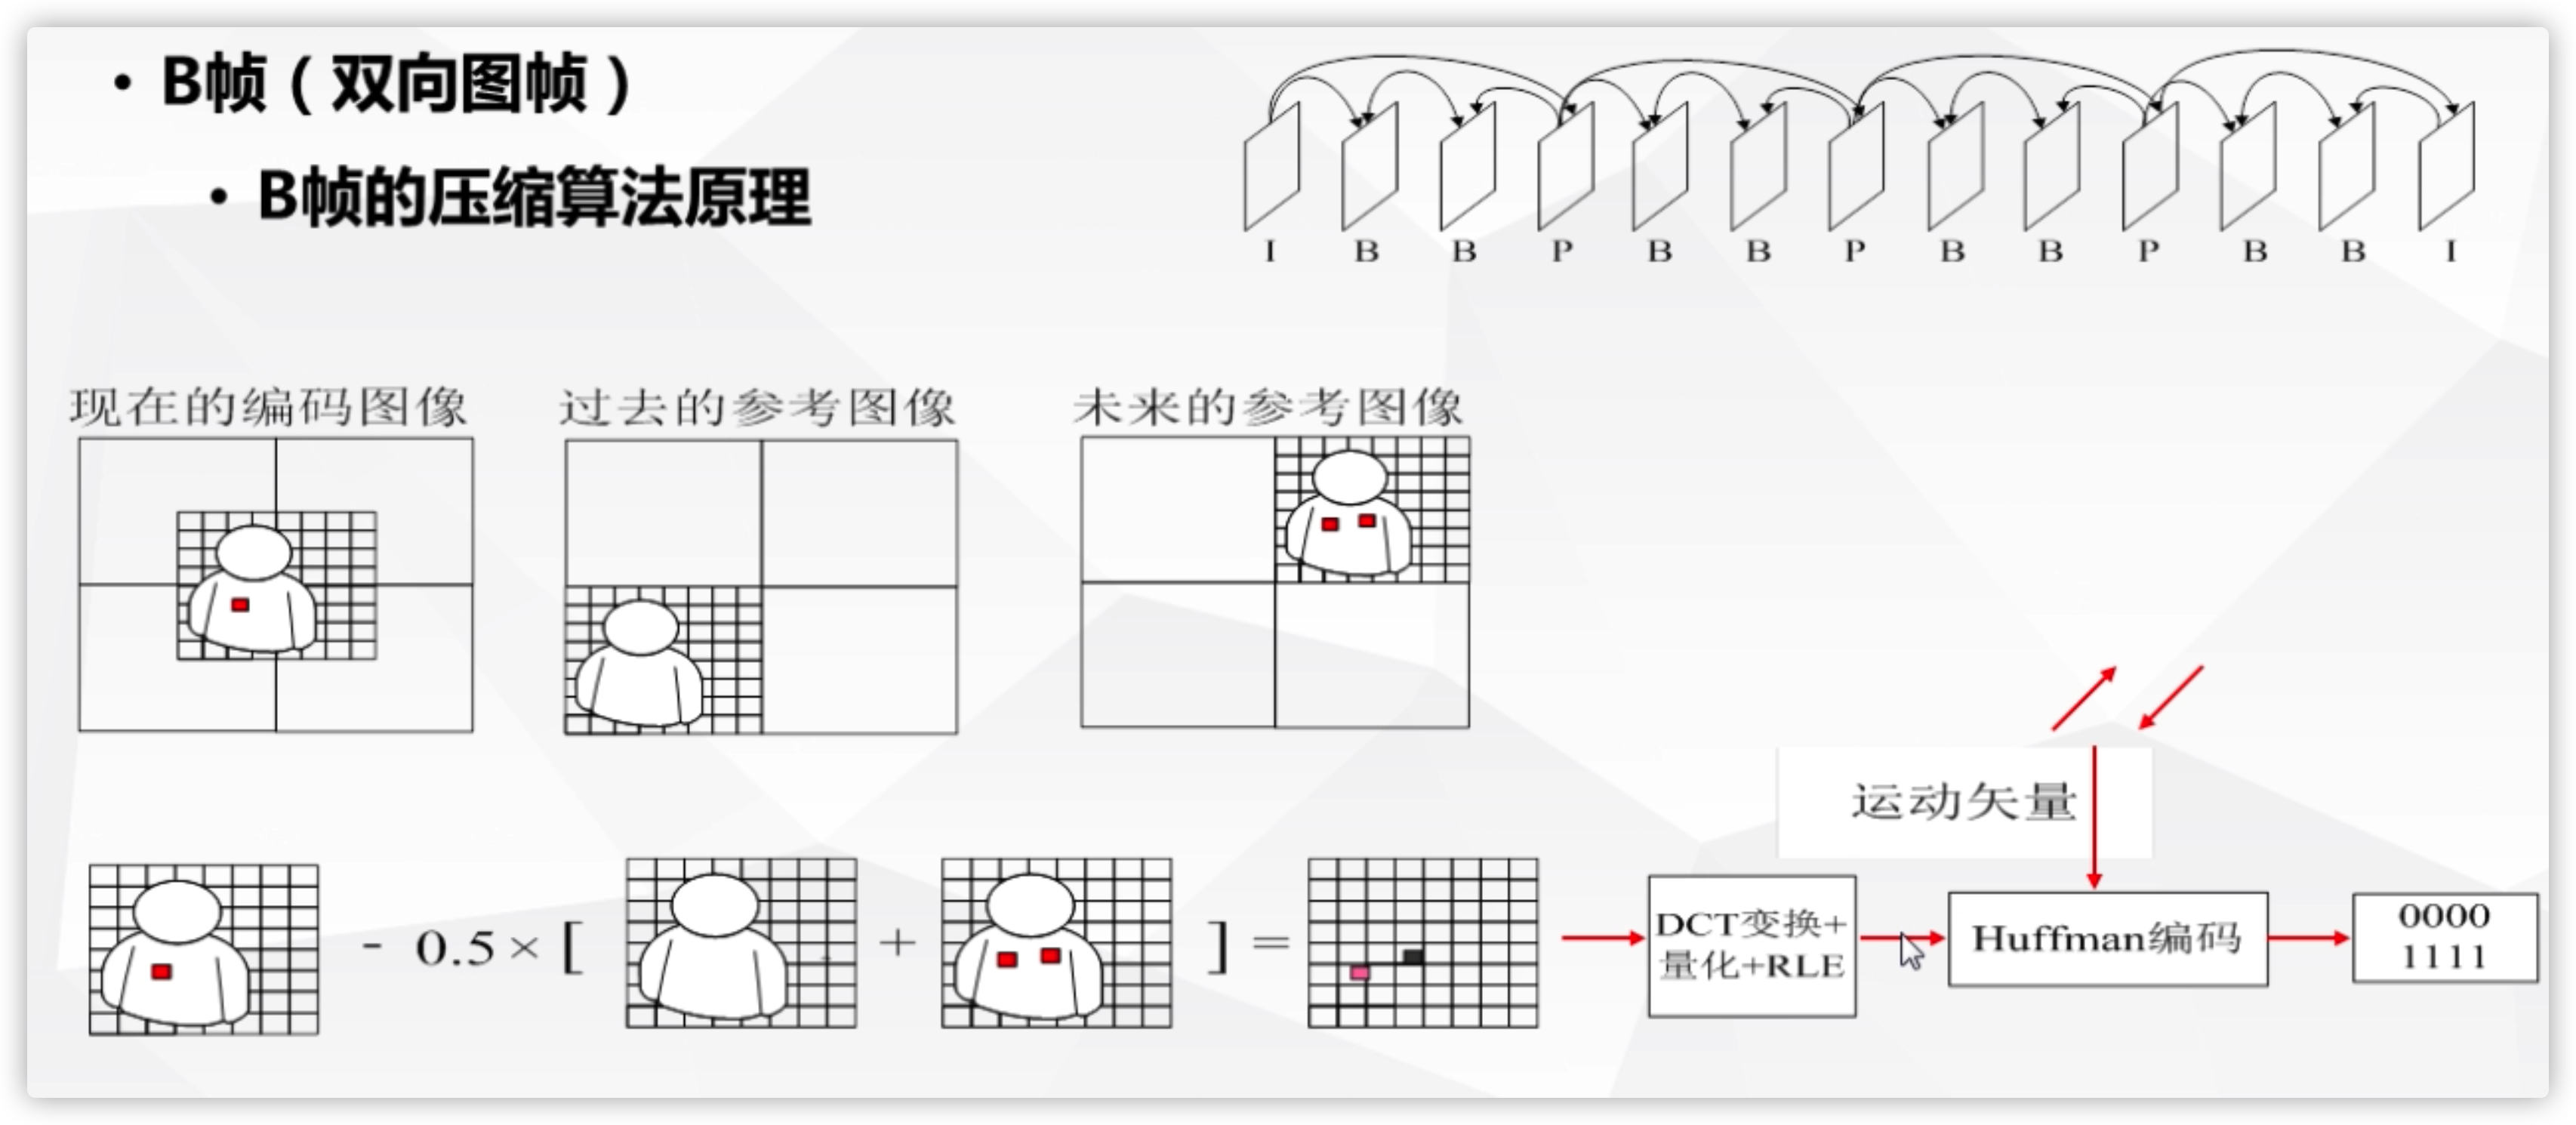 • B帧（双向图帧）
• B帧的压缩算法原理
I B B P B B P B B P B B I
现在的编码图像 过去的参考图像 未来的参考图像
运动矢量
- 0.5× [ + ] =
DCT变换+
量化+RLE
Huffman编码
0000
1111